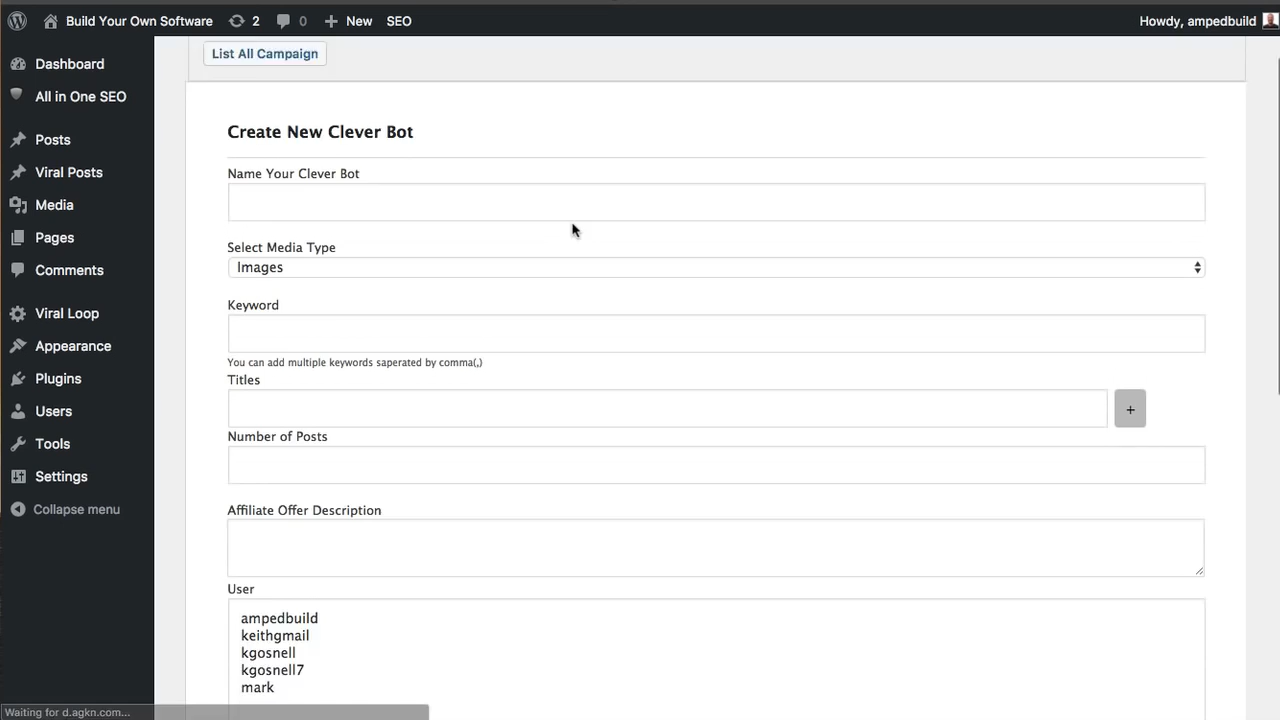 Build Your Own Software 2 0 + New SEO Howdy, ampedbuild
Dashboard
All in One SEO
Posts
Viral Posts
Media
Pages
Comments
Viral Loop
Appearance
Plugins
Users
Tools
Settings
Collapse menu
List All Campaign
Create New Clever Bot
Name Your Clever Bot
Select Media Type
Images
Keyword
You can add multiple keywords saperated by comma(,)
Titles
+
Number of Posts
Affiliate Offer Description
User
ampedbuild
keithgmail
kgosnell
kgosnell7
mark
Waiting for d.agkn.com...